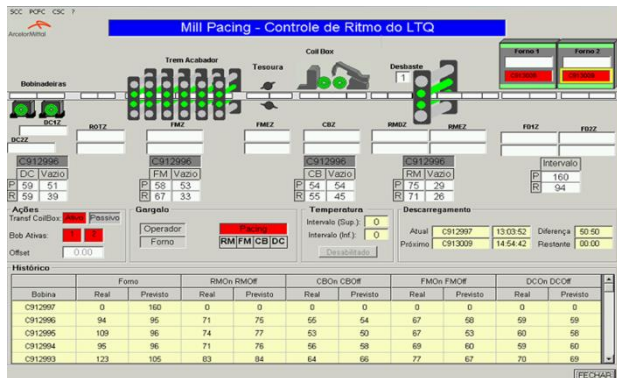 SCC PCFC CSC ?
ArcelorMittal
Mill Pacing - Controle de Ritmo do LTQ
Bobinadeiras
Trem Acabador
Tesoura
Coil Box
Desbaste
1
Forno 1
Forno 2
C913009
DC1Z
DC2Z
ROTZ
FMZ
FMEZ
CBZ
RMDZ
RMEZ
FD1Z
FD2Z
C912996
DC Vazio
P 59 51
R 59 39
C912996
FM Vazio
P 58 53
R 67 33
C912996
CB Vazio
P 54 54
R 55 45
C912996
RM Vazio
P 75 29
R 71 26
Intervalo
P 160
R 94
Ações
Transf CoilBox: Ativo Passivo
Bob Ativas:
Offset 0.00
Gargalo
Operador
Forno
Pacing
RM FM CB DC
Temperatura
Intervalo (Sup.): 0
Intervalo (Inf.): 0
Desabilitado
Descarregamento
Atual C912997 13:03:52 Diferença 50:50
Próximo C913009 14:54:42 Restante 00:00
Histórico
Forno RMOn RMOff CBOn CBOff FMOn FMOff DCOn DCOff
Bobina Real Previsto Real Previsto Real Previsto Real Previsto Real Previsto
C912997 0 160 0 0 0 0 0 0 0 0
C912996 94 95 71 75 55 54 67 58 59 59
C912995 109 96 74 77 53 50 67 53 60 58
C912994 95 96 71 76 56 58 69 60 59 60
C912993 123 105 83 84 64 66 77 67 70 69
FECHAR